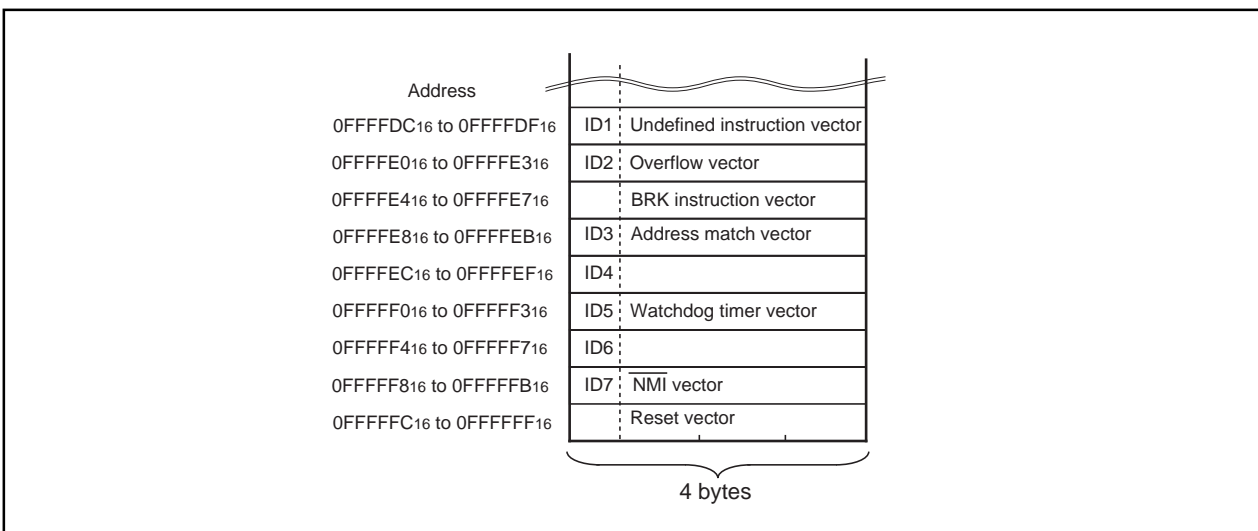 Address
0FFFFDC16 to 0FFFFDF16 ID1 Undefined instruction vector
0FFFFE016 to 0FFFFE316 ID2 Overflow vector
0FFFFE416 to 0FFFFE716 BRK instruction vector
0FFFFE816 to 0FFFFEB16 ID3 Address match vector
0FFFFEC16 to 0FFFFEF16 ID4
0FFFFF016 to 0FFFFF316 ID5 Watchdog timer vector
0FFFFF416 to 0FFFFF716 ID6
0FFFFF816 to 0FFFFFB16 ID7 N̅M̅I̅ vector
0FFFFFC16 to 0FFFFFF16 Reset vector
4 bytes